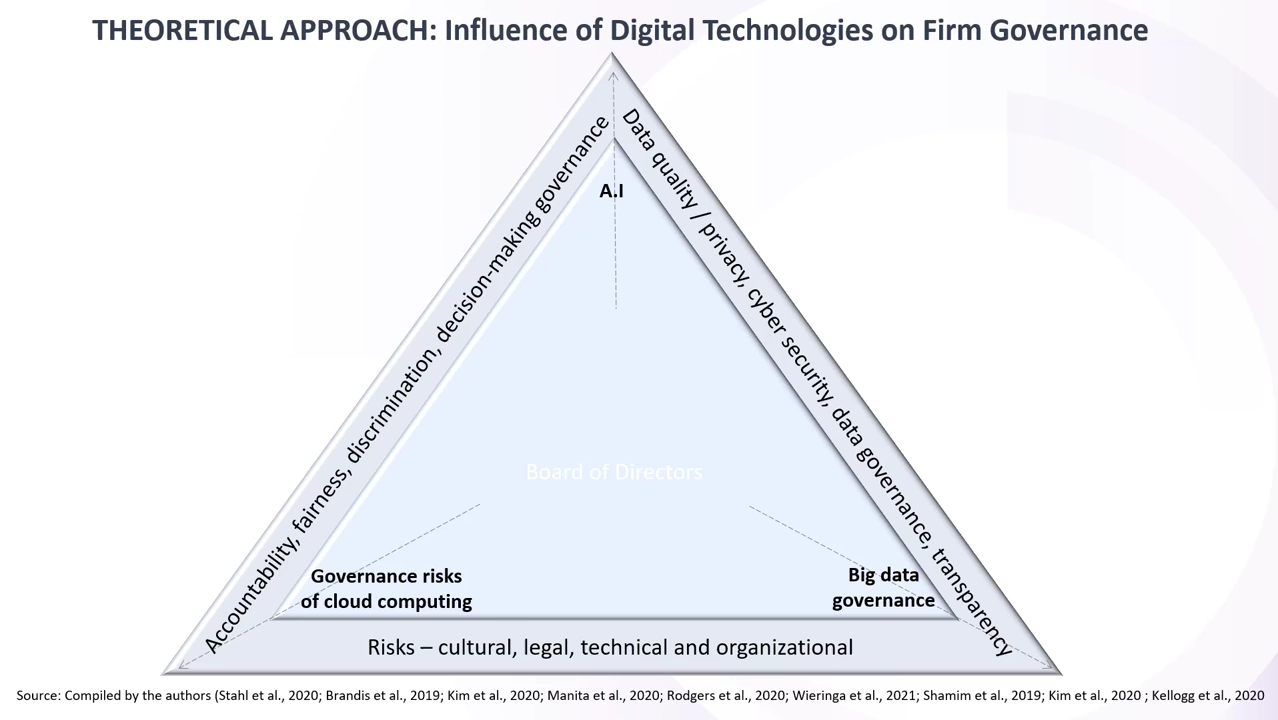 THEORETICAL APPROACH: Influence of Digital Technologies on Firm Governance
Accountability, fairness, discrimination, decision-making governance
Data quality / privacy, cyber security, data governance, transparency
A.I
Board of Directors
Governance risks
of cloud computing
Big data
governance
Risks – cultural, legal, technical and organizational
Source: Compiled by the authors (Stahl et al., 2020; Brandis et al., 2019; Kim et al., 2020; Manita et al., 2020; Rodgers et al., 2020; Wieringa et al., 2021; Shamim et al., 2019; Kim et al., 2020 ; Kellogg et al., 2020